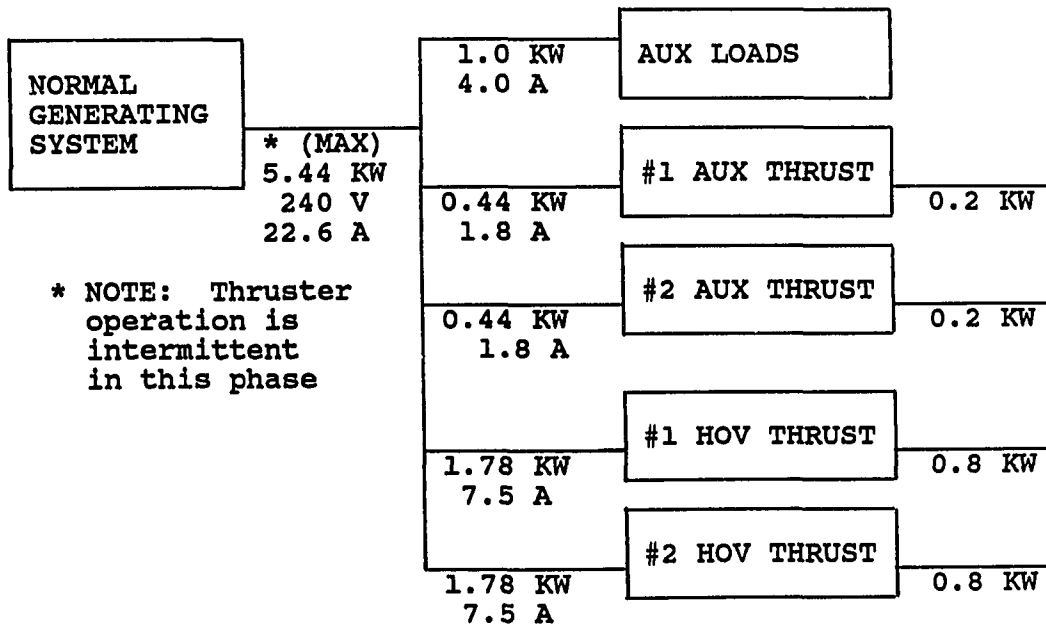 NORMAL
GENERATING
SYSTEM
* (MAX)
5.44 KW
240 V
22.6 A
* NOTE: Thruster
operation is
intermittent
in this phase
1.0 KW
4.0 A
AUX LOADS
0.44 KW
1.8 A
#1 AUX THRUST
0.2 KW
0.44 KW
1.8 A
#2 AUX THRUST
0.2 KW
1.78 KW
7.5 A
#1 HOV THRUST
0.8 KW
1.78 KW
7.5 A
#2 HOV THRUST
0.8 KW